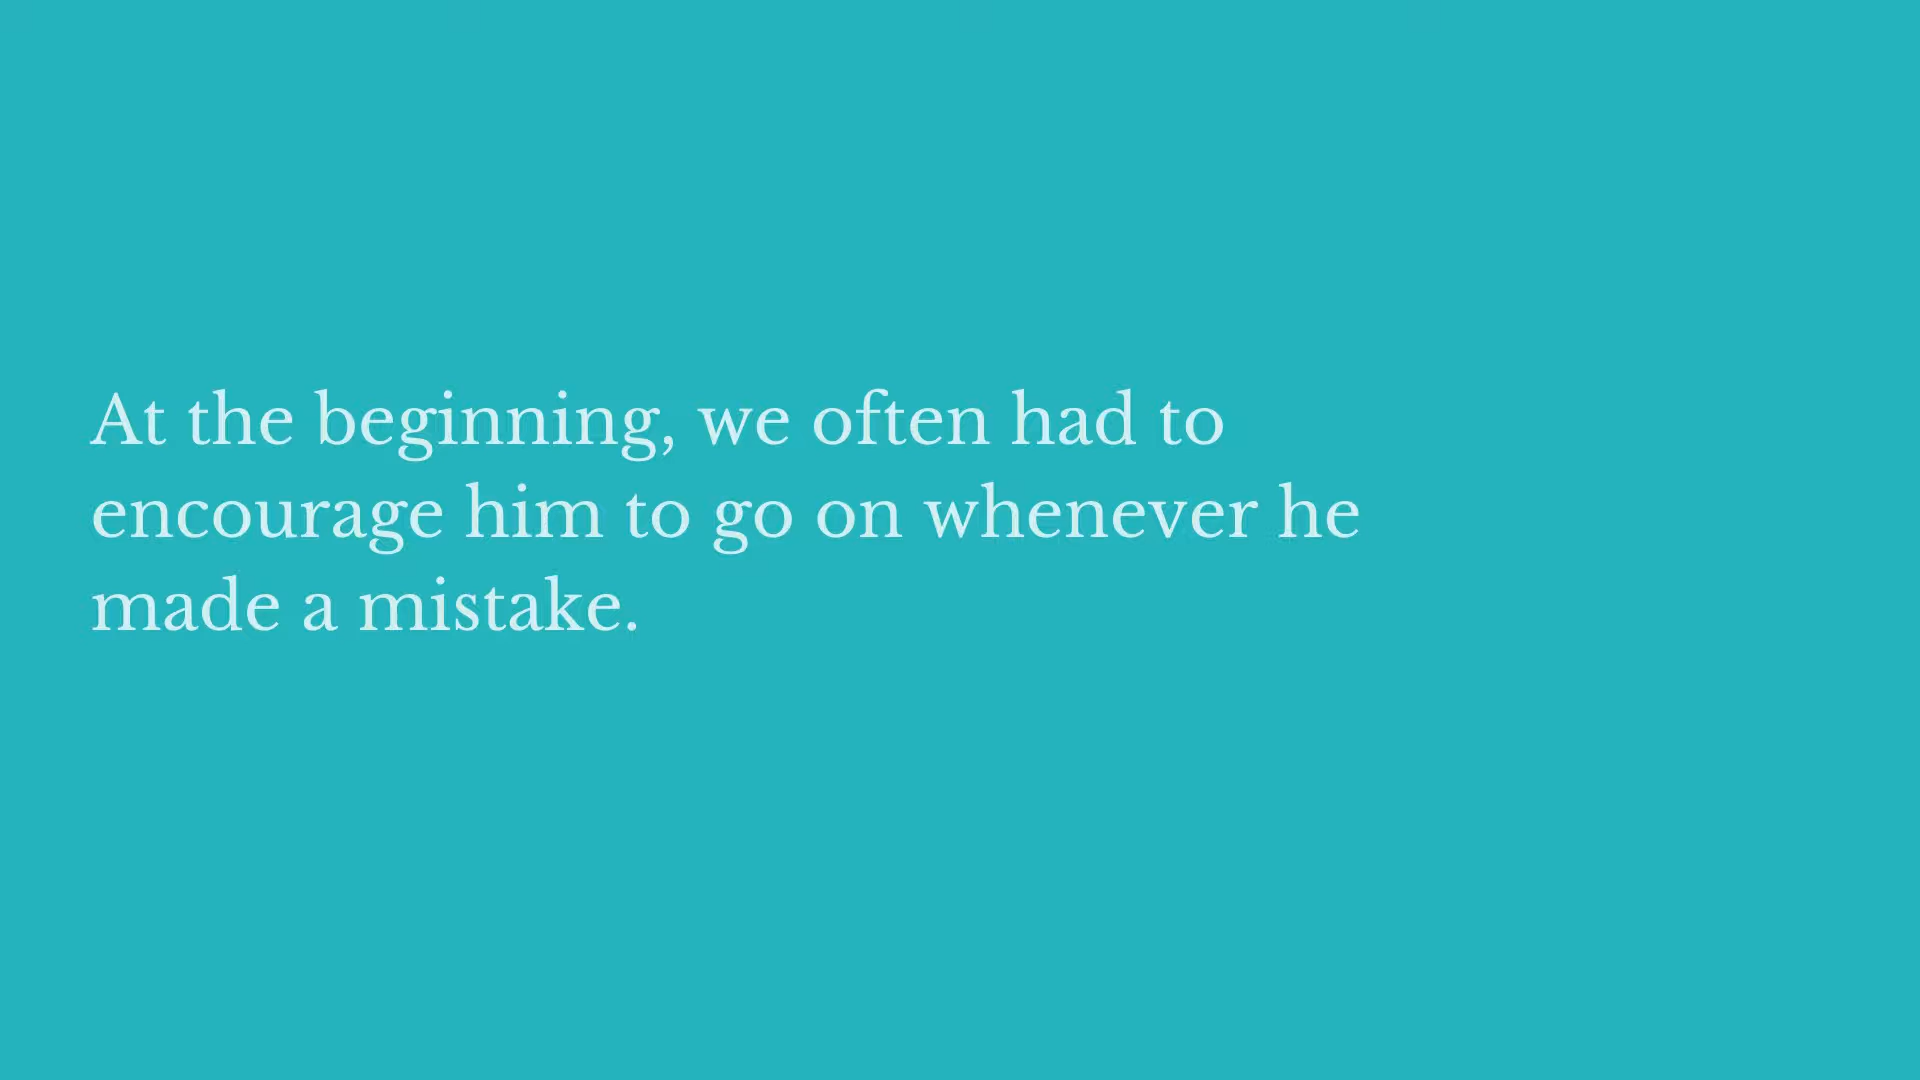 At the beginning, we often had to
encourage him to go on whenever he
made a mistake.